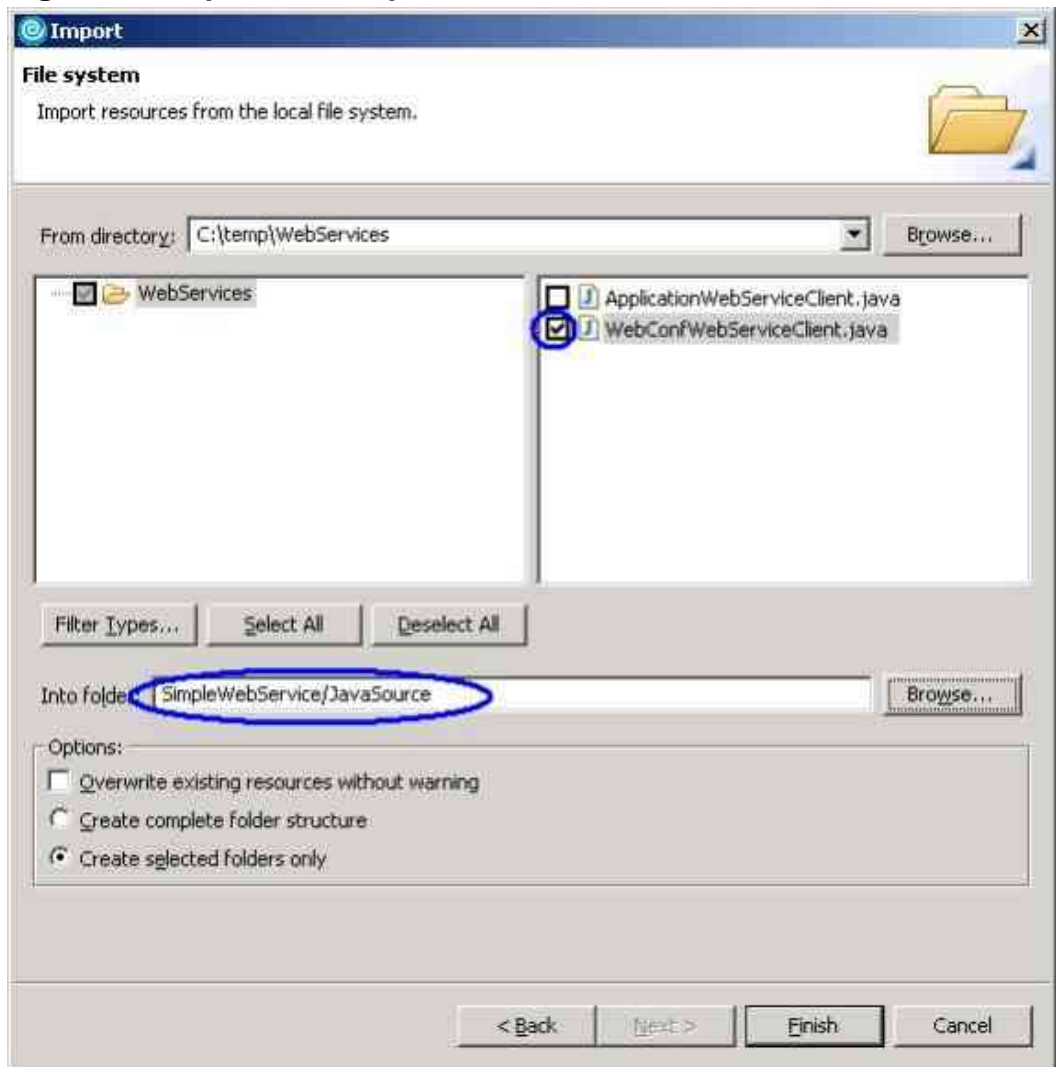 Import
File system
Import resources from the local file system.
From directory: C:\temp\WebServices Browse...
WebServices
ApplicationWebServiceClient.java
WebConfWebServiceClient.java
Filter Types... Select All Deselect All
Into folder: SimpleWebService/JavaSource Browse...
Options:
Overwrite existing resources without warning
Create complete folder structure
Create selected folders only
< Back Next > Finish Cancel